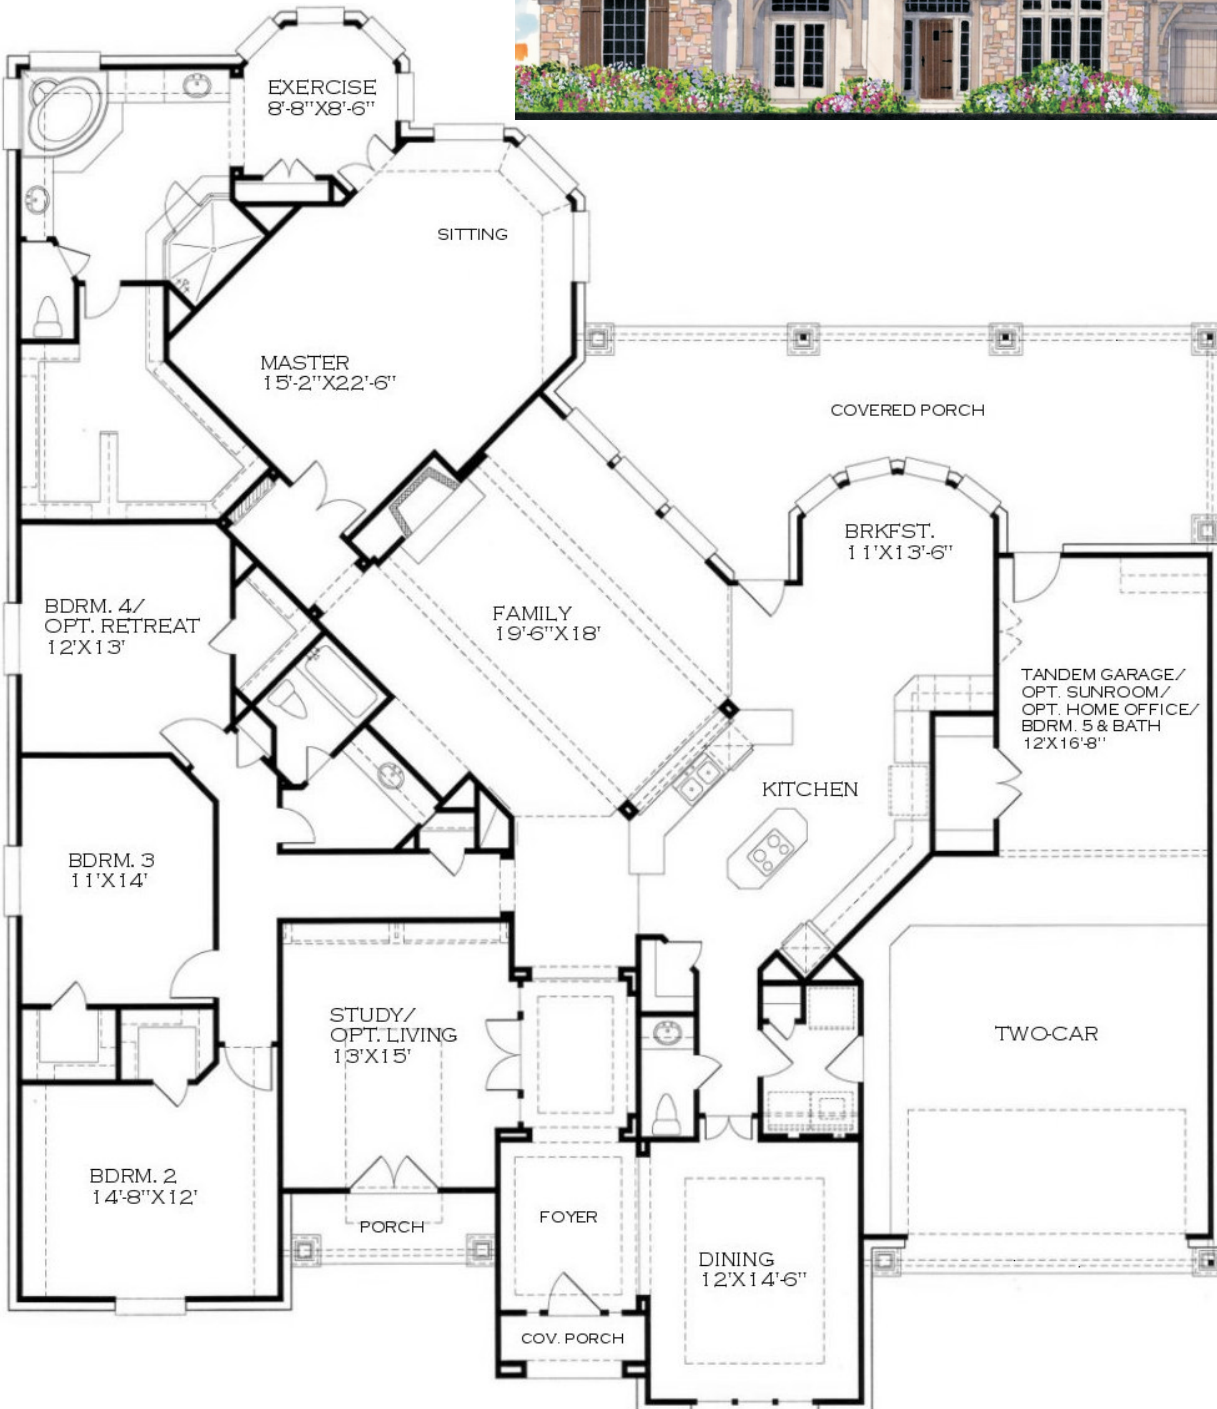 EXERCISE
8'-8"X8'-6"
SITTING
MASTER
15'-2"X22'-6"
COVERED PORCH
BRKFST.
11'X13'-6"
BDRM. 4/
OPT. RETREAT
12'X13'
FAMILY
19'-6"X18'
TANDEM GARAGE/
OPT. SUNROOM/
OPT. HOME OFFICE/
BDRM. 5 & BATH
12'X16'-8"
KITCHEN
BDRM. 3
11'X14'
STUDY/
OPT. LIVING
13'X15'
TWO-CAR
BDRM. 2
14'-8"X12'
PORCH
FOYER
DINING
12'X14'-6"
COV. PORCH